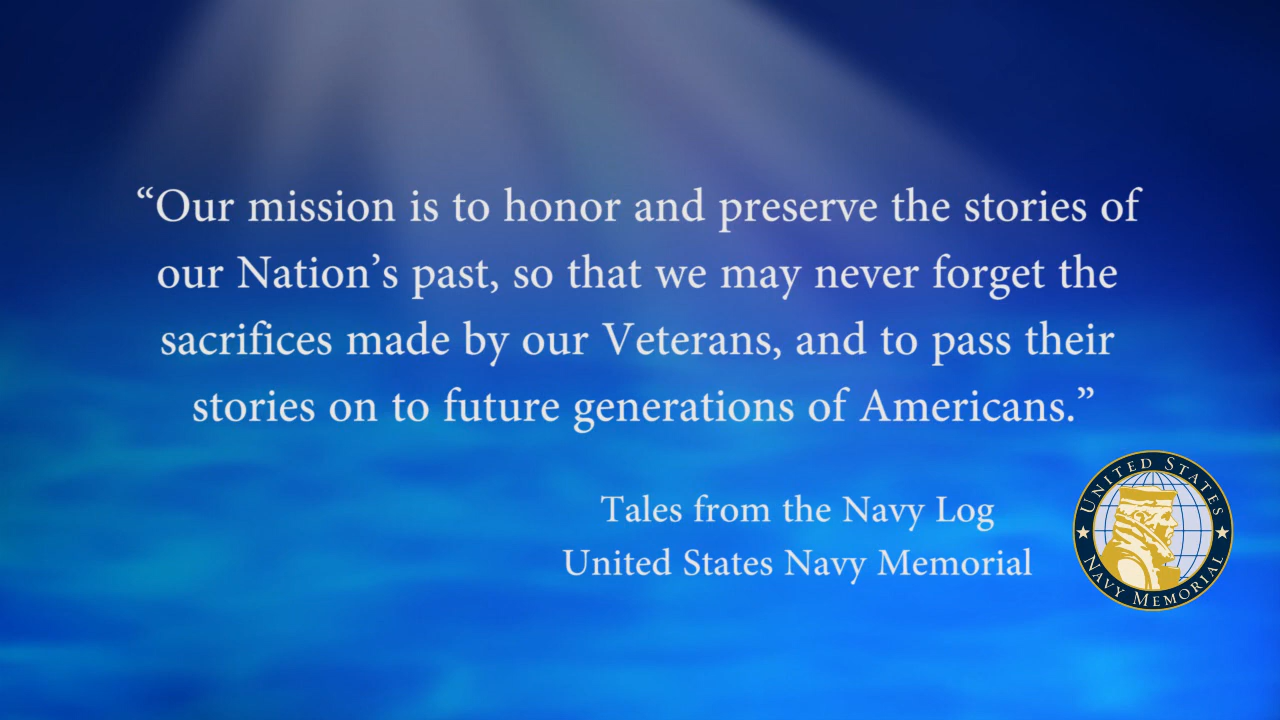 “Our mission is to honor and preserve the stories of
our Nation’s past, so that we may never forget the
sacrifices made by our Veterans, and to pass their
stories on to future generations of Americans.”
Tales from the Navy Log
United States Navy Memorial
UNITED STATES
NAVY MEMORIAL